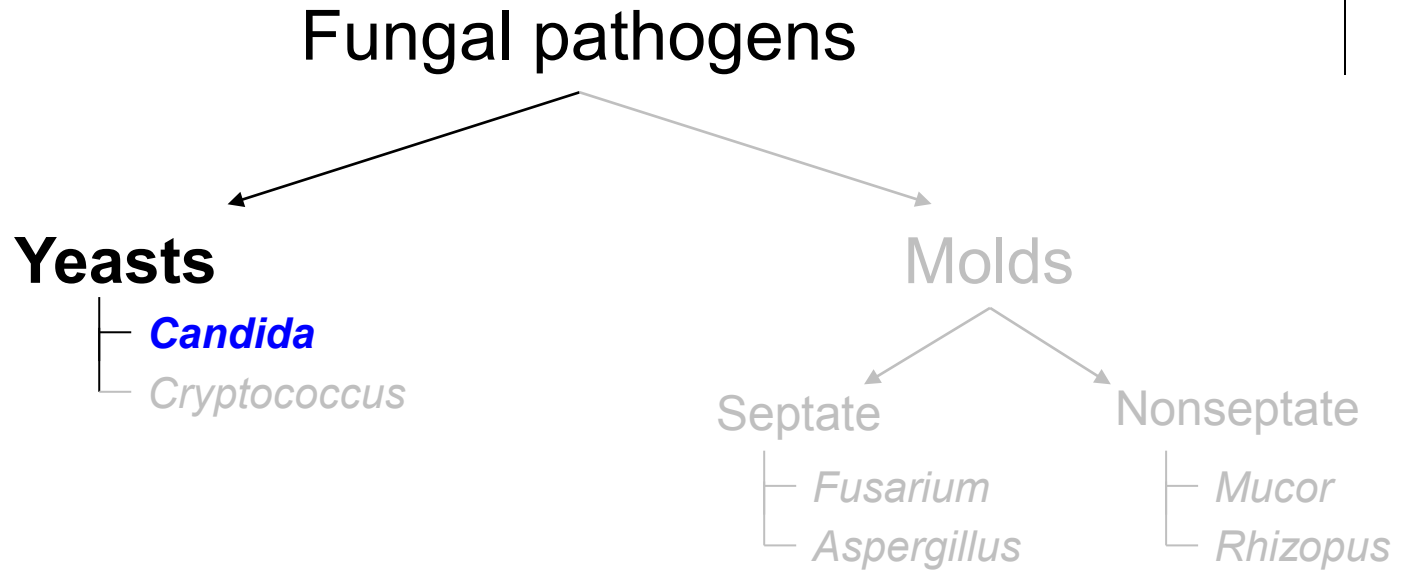 Fungal pathogens
Yeasts
Candida
Cryptococcus
Molds
Septate
Fusarium
Aspergillus
Nonseptate
Mucor
Rhizopus